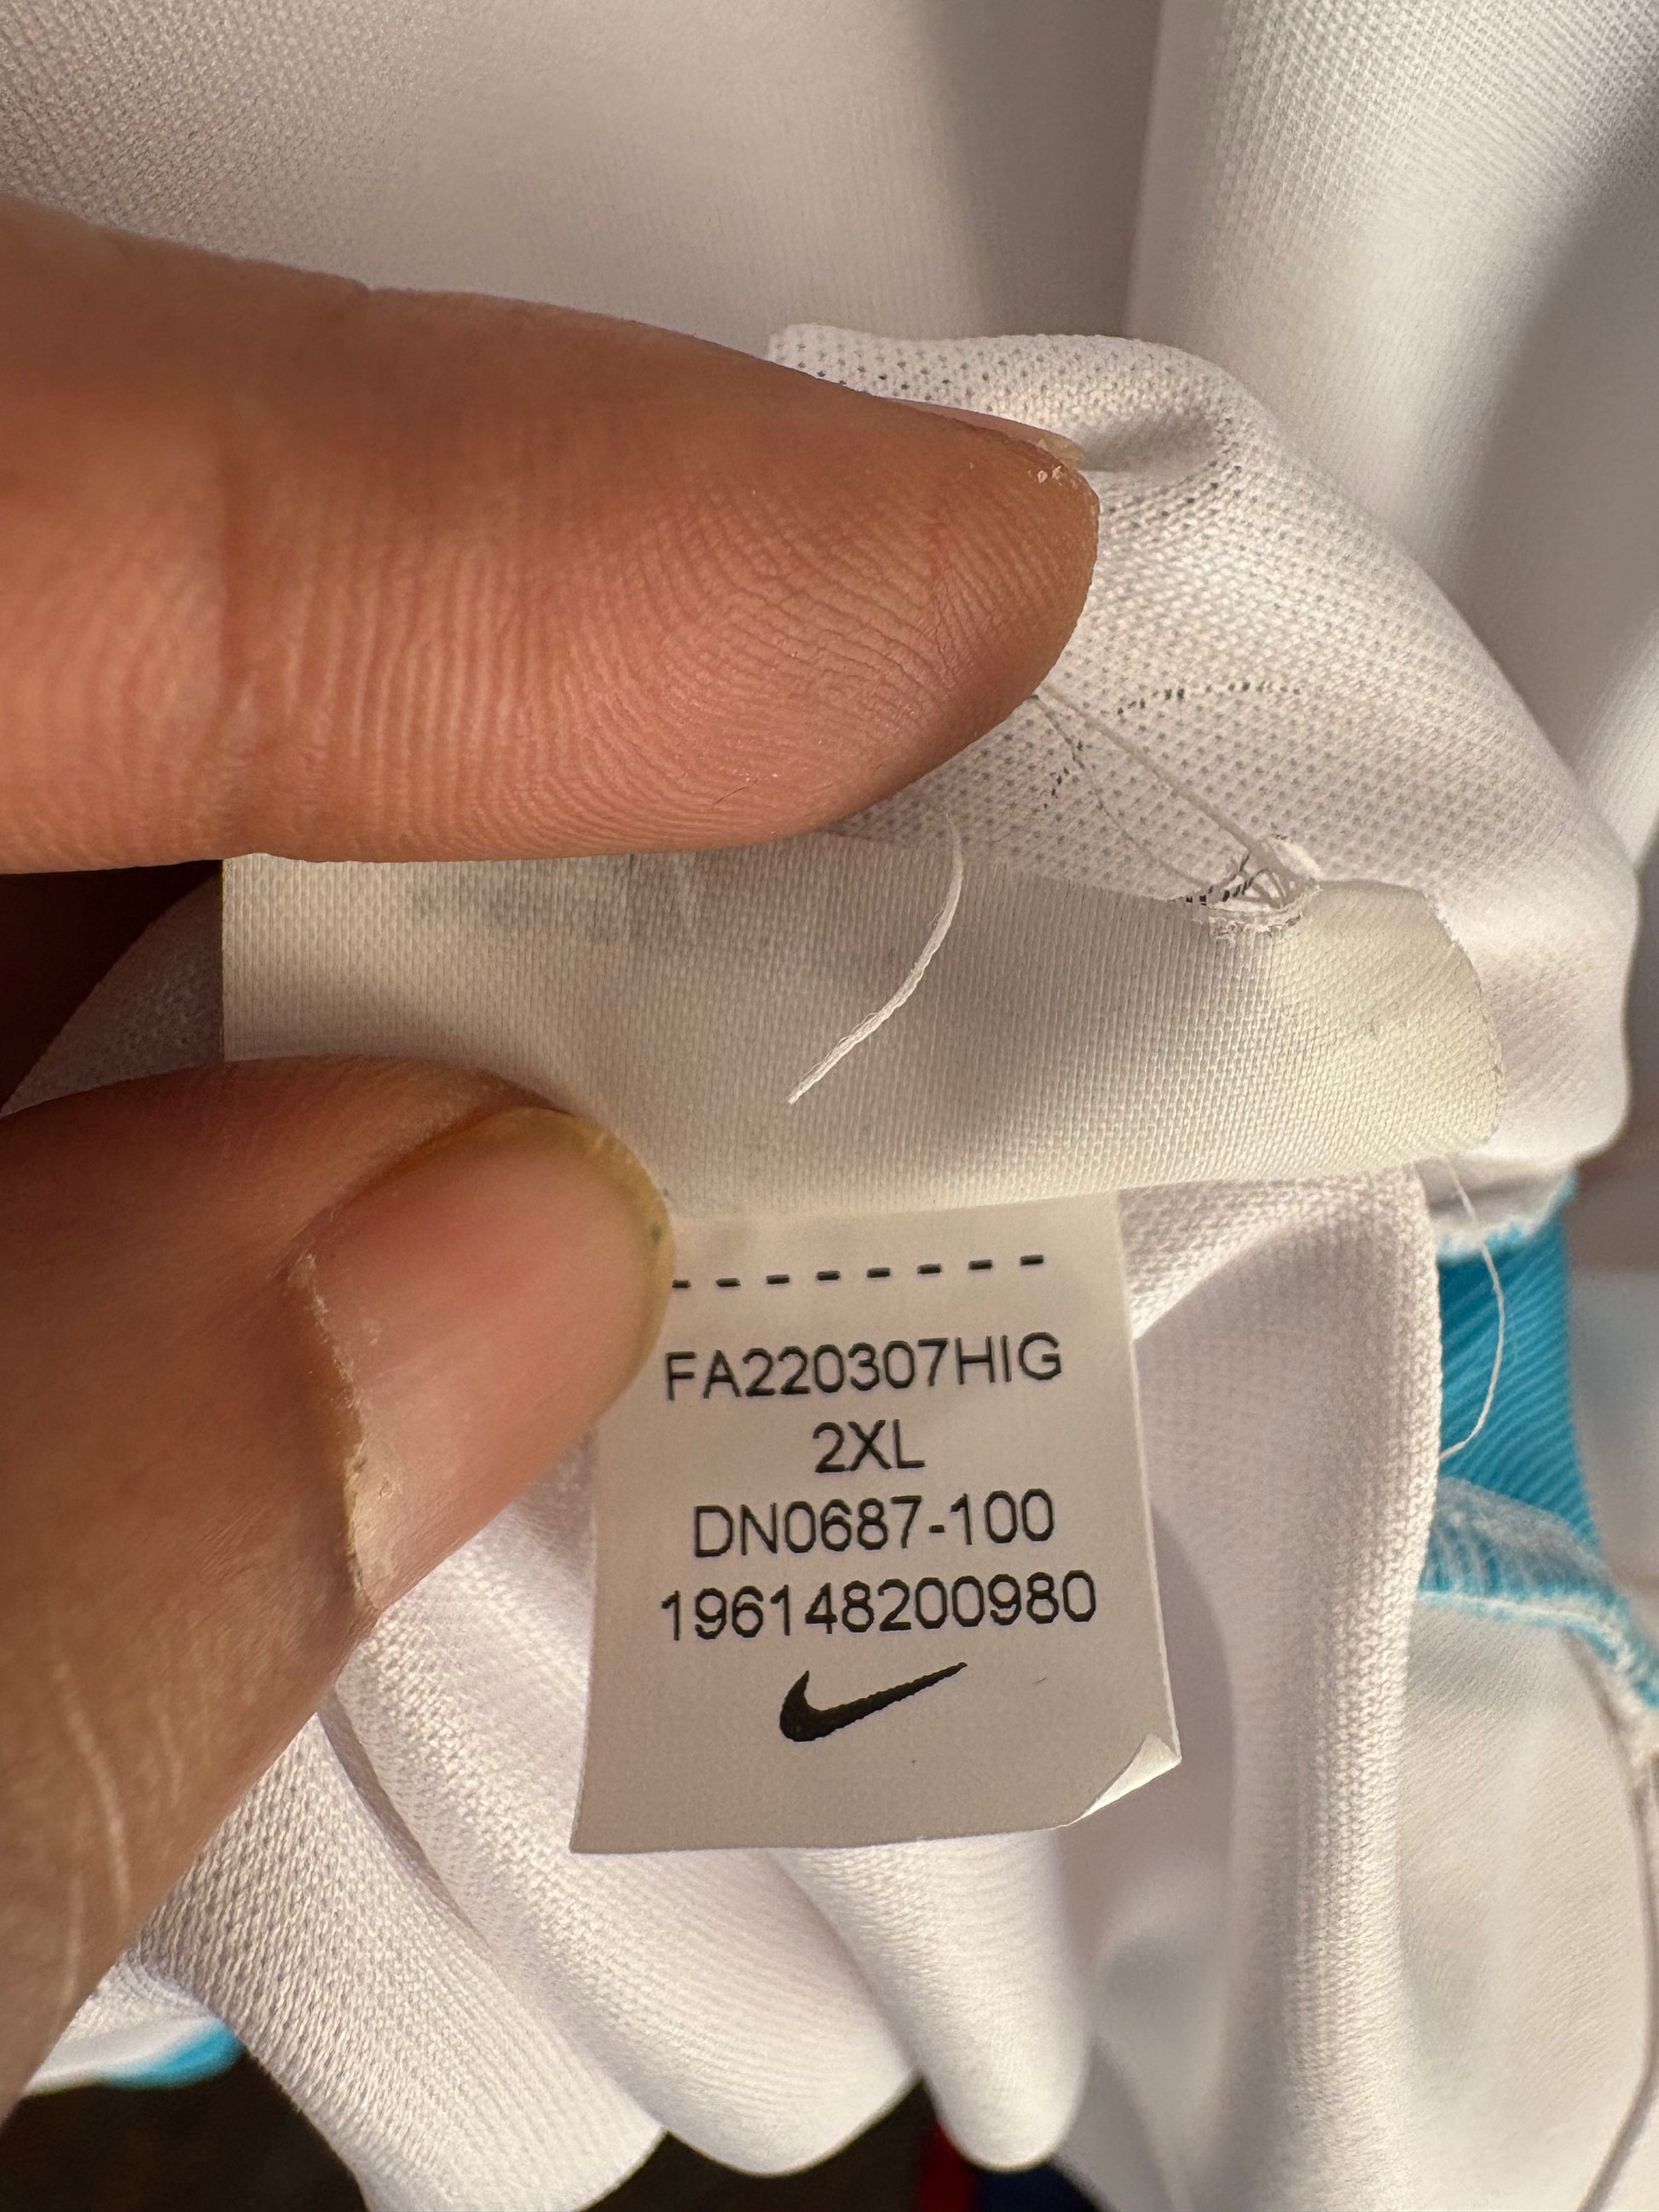 --------
FA220307HIG
2XL
DN0687-100
196148200980